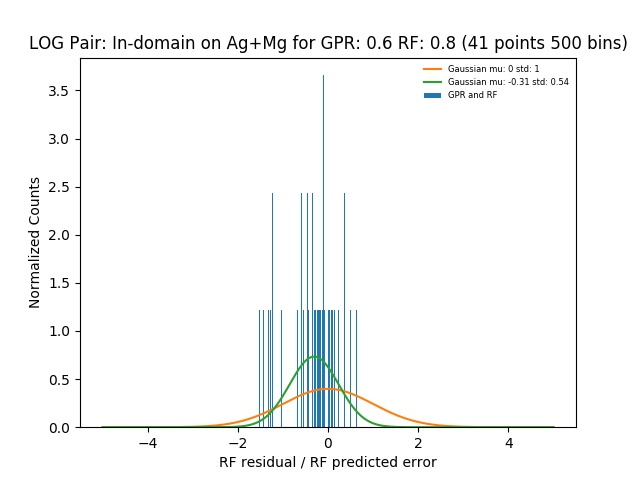 LOG Pair: In-domain on Ag+Mg for GPR: 0.6 RF: 0.8 (41 points 500 bins)
Gaussian mu: 0 std: 1
Gaussian mu: -0.31 std: 0.54
GPR and RF
Normalized Counts
3.5
3.0
2.5
2.0
1.5
1.0
0.5
0.0
−4 −2 0 2 4
RF residual / RF predicted error